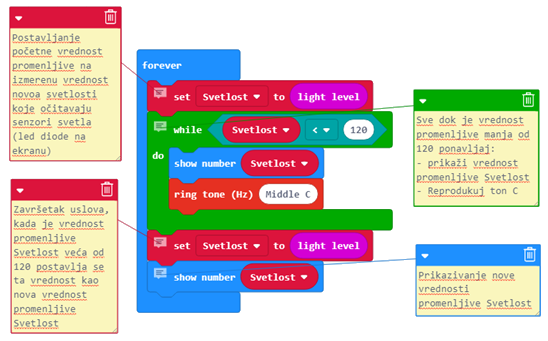 Postavljanje
početne vrednost
promenljive na
izmerenu vrednost
novoa svetlosti
koje očitavaju
senzori svetla
(led diode na
ekranu)
forever
set Svetlost to light level
while Svetlost < 120
do
show number Svetlost
ring tone (Hz) Middle C
set Svetlost to light level
show number Svetlost
Sve dok je vrednost
promenljive manja od
120 ponavljaj:
- prikaži vrednost
promenljive Svetlost
- Reprodukuj ton C
Završetak uslova,
kada je vrednost
promenljive
Svetlost veća od
120 postavlja se
ta vrednost kao
nova vrednost
promenljive
Svetlost
Prikazivanje nove
vrednosti
promenljive Svetlost